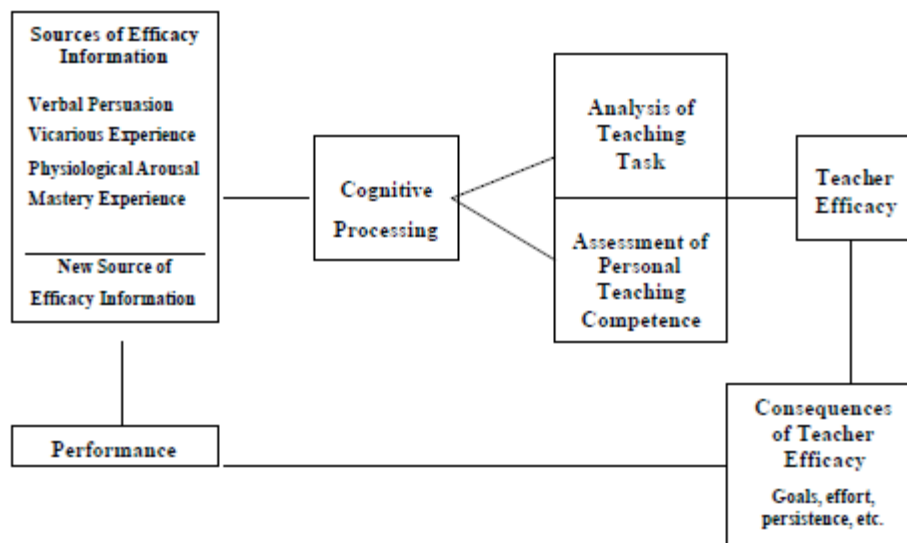 Sources of Efficacy
Information
Verbal Persuasion
Vicarious Experience
Physiological Arousal
Mastery Experience
New Source of
Efficacy Information
Cognitive
Processing
Analysis of
Teaching
Task
Assessment of
Personal
Teaching
Competence
Teacher
Efficacy
Consequences
of Teacher
Efficacy
Goals, effort,
persistence, etc.
Performance